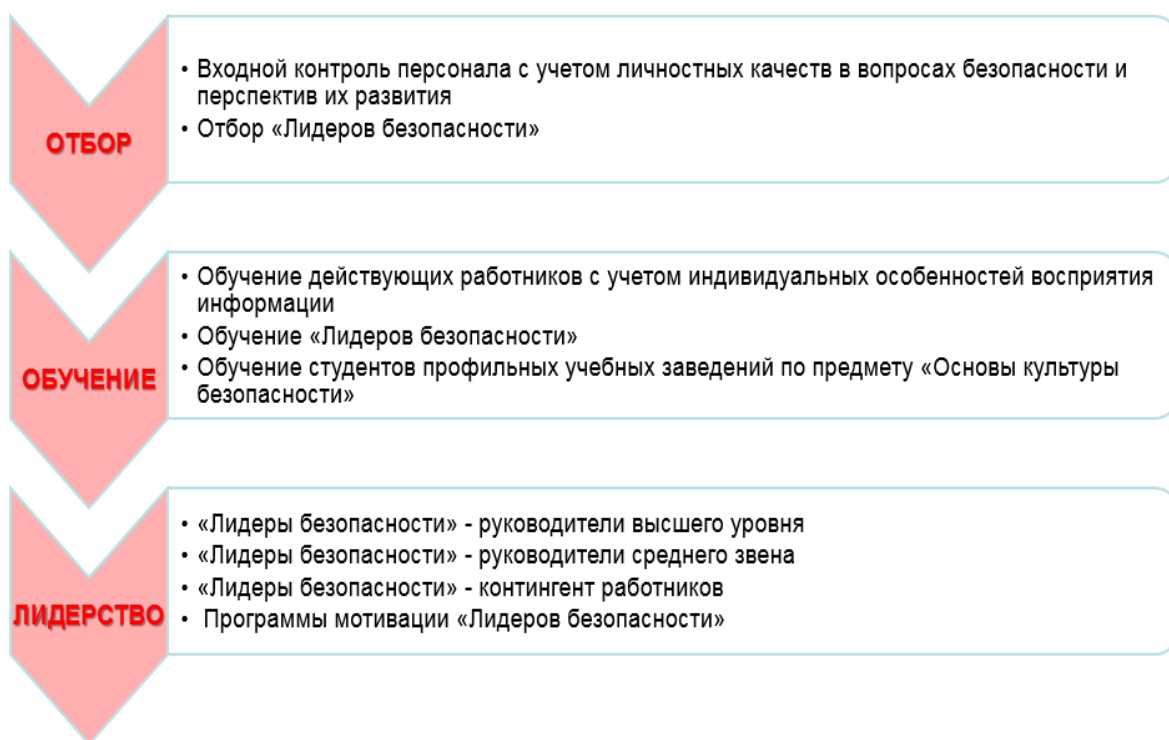 ОТБОР
• Входной контроль персонала с учетом личностных качеств в вопросах безопасности и
перспектив их развития
• Отбор «Лидеров безопасности»
ОБУЧЕНИЕ
• Обучение действующих работников с учетом индивидуальных особенностей восприятия
информации
• Обучение «Лидеров безопасности»
• Обучение студентов профильных учебных заведений по предмету «Основы культуры
безопасности»
ЛИДЕРСТВО
• «Лидеры безопасности» - руководители высшего уровня
• «Лидеры безопасности» - руководители среднего звена
• «Лидеры безопасности» - контингент работников
• Программы мотивации «Лидеров безопасности»